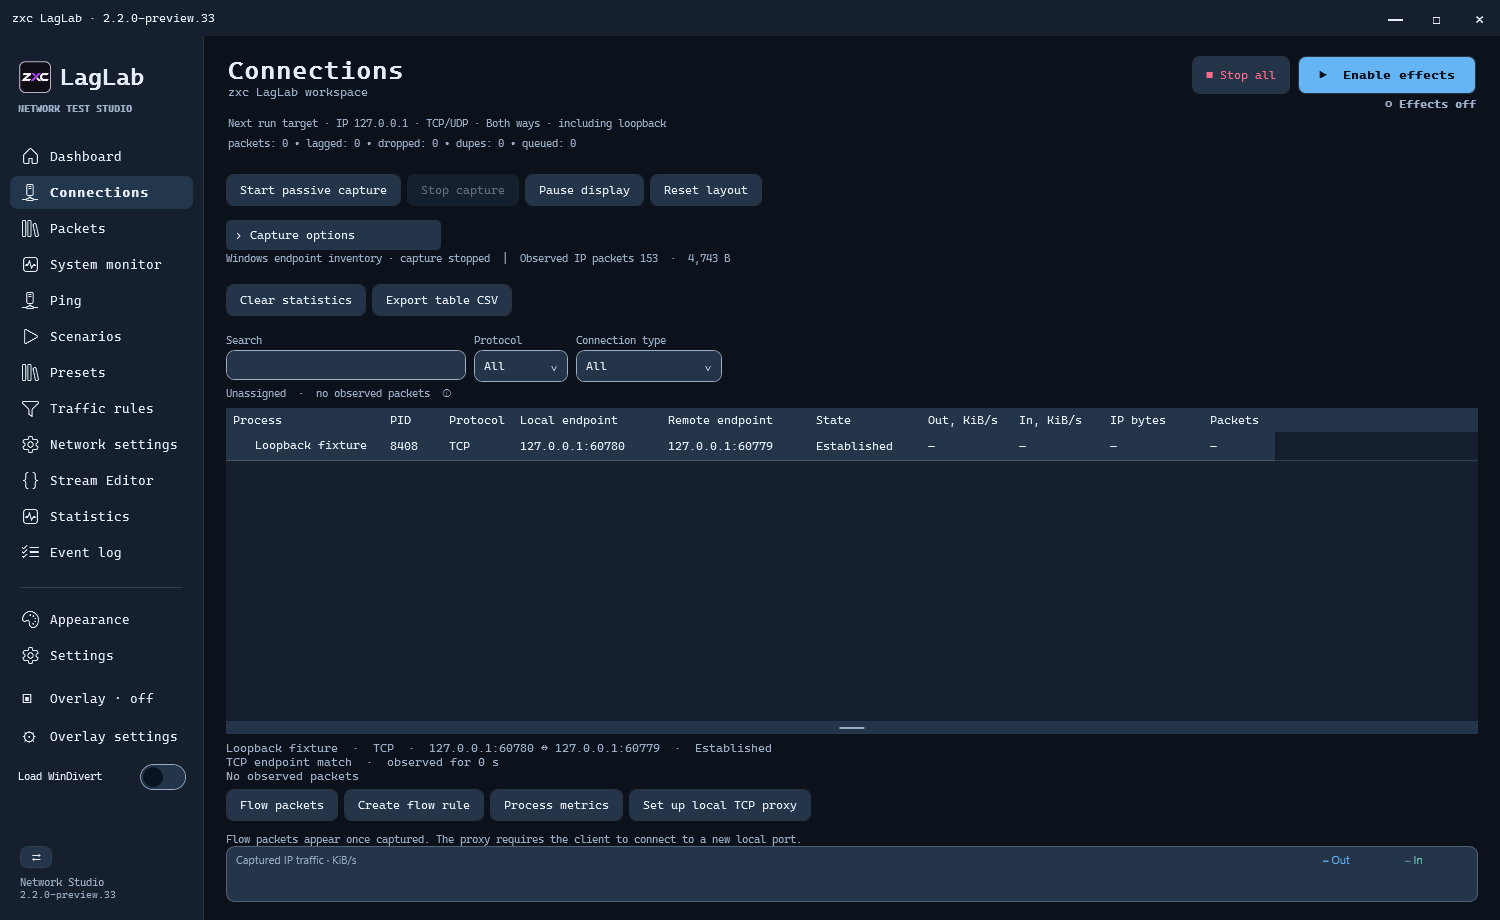 zxc LagLab · 2.2.0-preview.33
zxc LagLab
NETWORK TEST STUDIO
Dashboard
Connections
Packets
System monitor
Ping
Scenarios
Presets
Traffic rules
Network settings
Stream Editor
Statistics
Event log
Appearance
Settings
Overlay · off
Overlay settings
Load WinDivert
Network Studio
2.2.0-preview.33
Connections
zxc LagLab workspace
Stop all
Enable effects
Effects off
Next run target · IP 127.0.0.1 · TCP/UDP · Both ways · including loopback
packets: 0 • lagged: 0 • dropped: 0 • dupes: 0 • queued: 0
Start passive capture
Stop capture
Pause display
Reset layout
› Capture options
Windows endpoint inventory · capture stopped | Observed IP packets 153 · 4,743 B
Clear statistics
Export table CSV
Search
Protocol
Connection type
All
All
Unassigned · no observed packets ⓘ
Process PID Protocol Local endpoint Remote endpoint State Out, KiB/s In, KiB/s IP bytes Packets
Loopback fixture 8408 TCP 127.0.0.1:60780 127.0.0.1:60779 Established — — — —
Loopback fixture · TCP · 127.0.0.1:60780 ↔ 127.0.0.1:60779 · Established
TCP endpoint match · observed for 0 s
No observed packets
Flow packets
Create flow rule
Process metrics
Set up local TCP proxy
Flow packets appear once captured. The proxy requires the client to connect to a new local port.
Captured IP traffic · KiB/s
Out
In